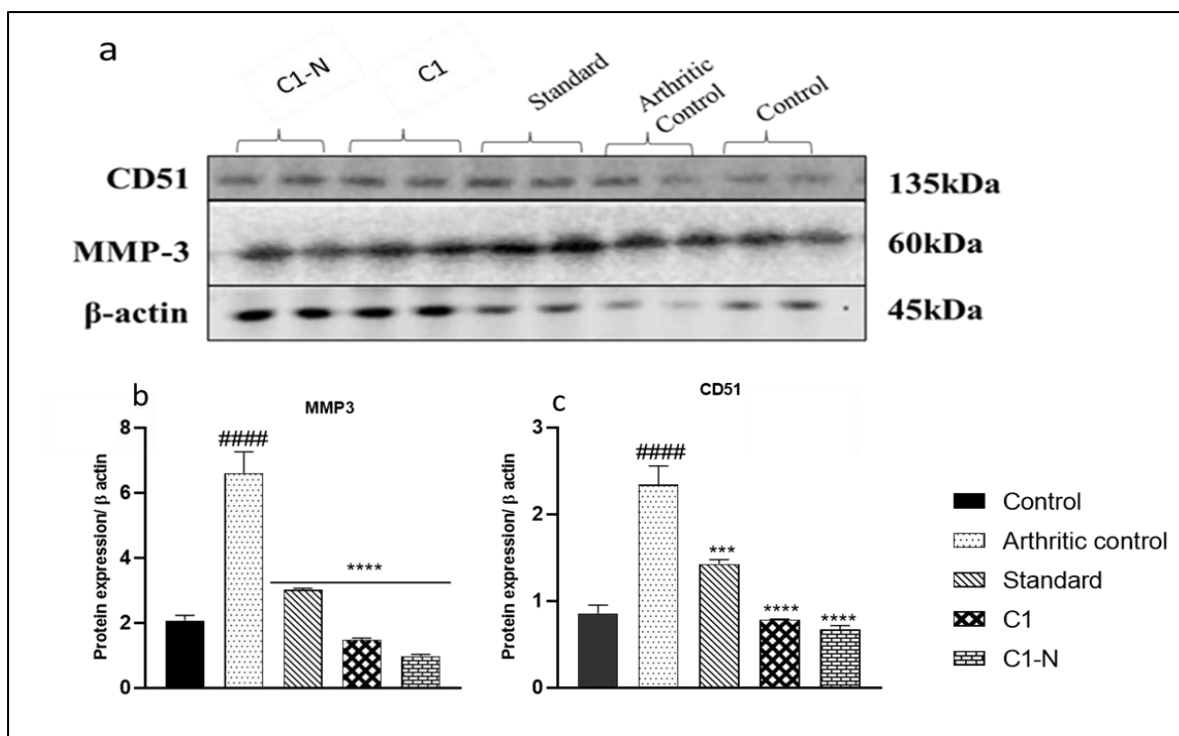 a
C1-N
C1
Standard
Arthritic
Control
Control
CD51
135kDa
MMP-3
60kDa
β-actin
45kDa
b
MMP3
Protein expression/ β actin
8
6
4
2
0
####
****
c
CD51
Protein expression/ β actin
3
2
1
0
####
***
****
****
Control
Arthritic control
Standard
C1
C1-N